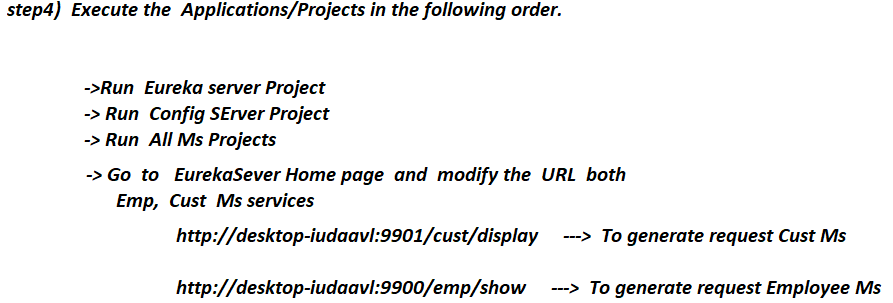 step4) Execute the Applications/Projects in the following order.
->Run Eureka server Project
-> Run Config SErver Project
-> Run All Ms Projects
-> Go to EurekaSever Home page and modify the URL both
Emp, Cust Ms services
http://desktop-iudaavl:9901/cust/display ---> To generate request Cust Ms
http://desktop-iudaavl:9900/emp/show ---> To generate request Employee Ms